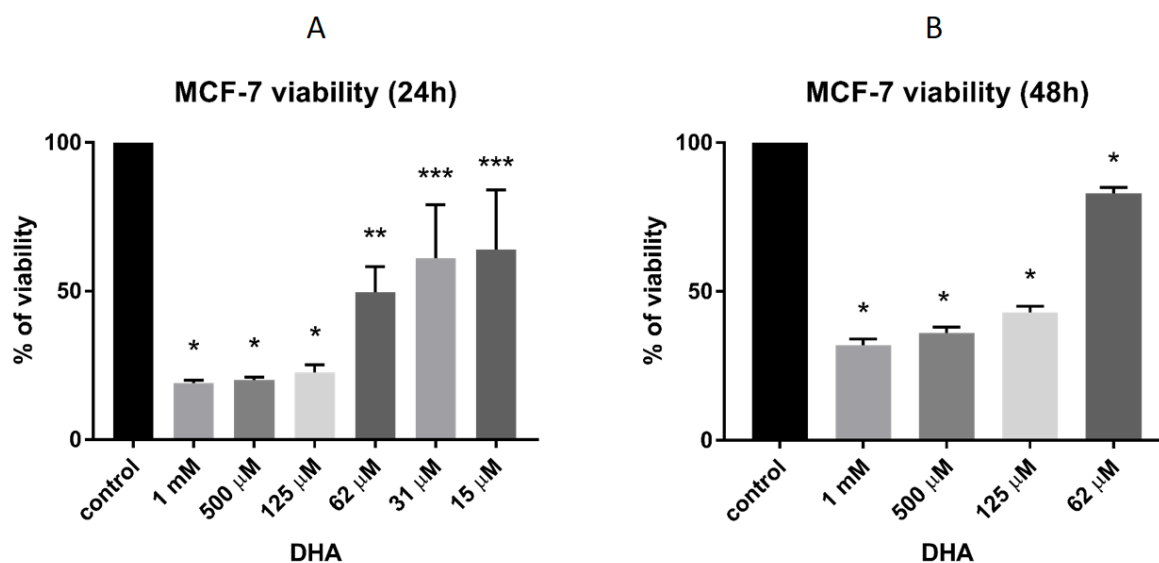 A
MCF-7 viability (24h)
% of viability
100
50
0
*
*
*
**
***
***
control
1 mM
500 μM
125 μM
62 μM
31 μM
15 μM
DHA
B
MCF-7 viability (48h)
% of viability
100
50
0
*
*
*
*
control
1 mM
500 μM
125 μM
62 μM
DHA